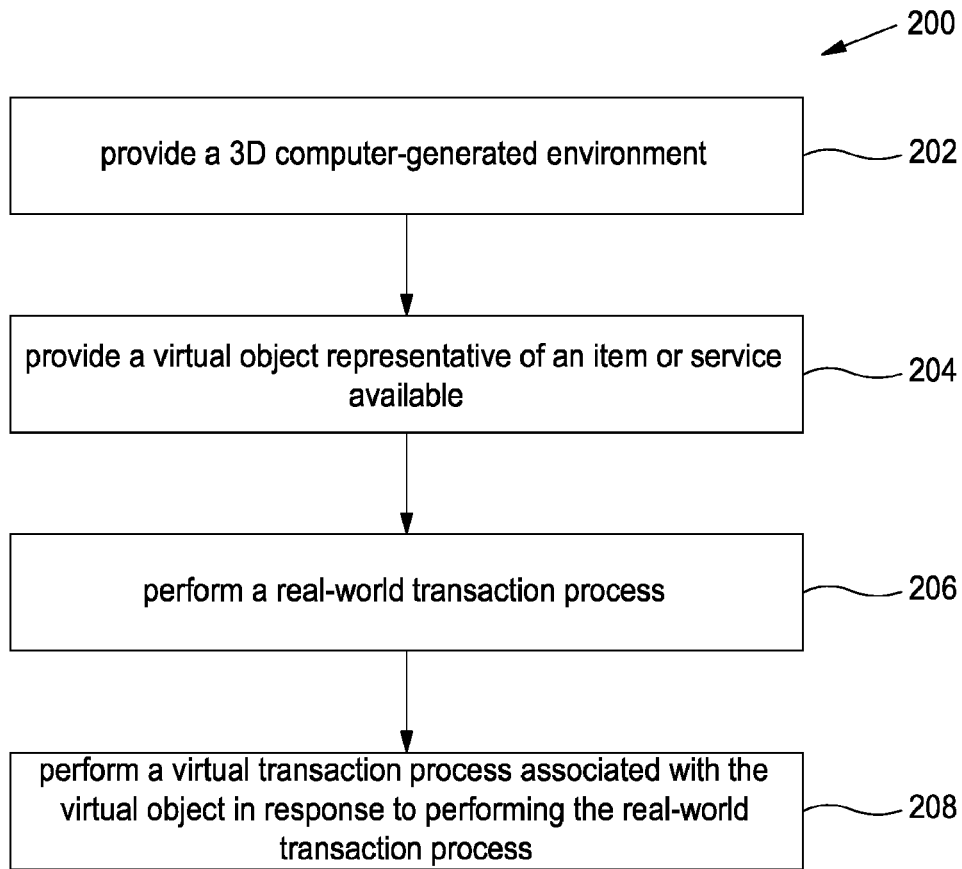 200
provide a 3D computer-generated environment
202
provide a virtual object representative of an item or service
available
204
perform a real-world transaction process
206
perform a virtual transaction process associated with the
virtual object in response to performing the real-world
transaction process
208